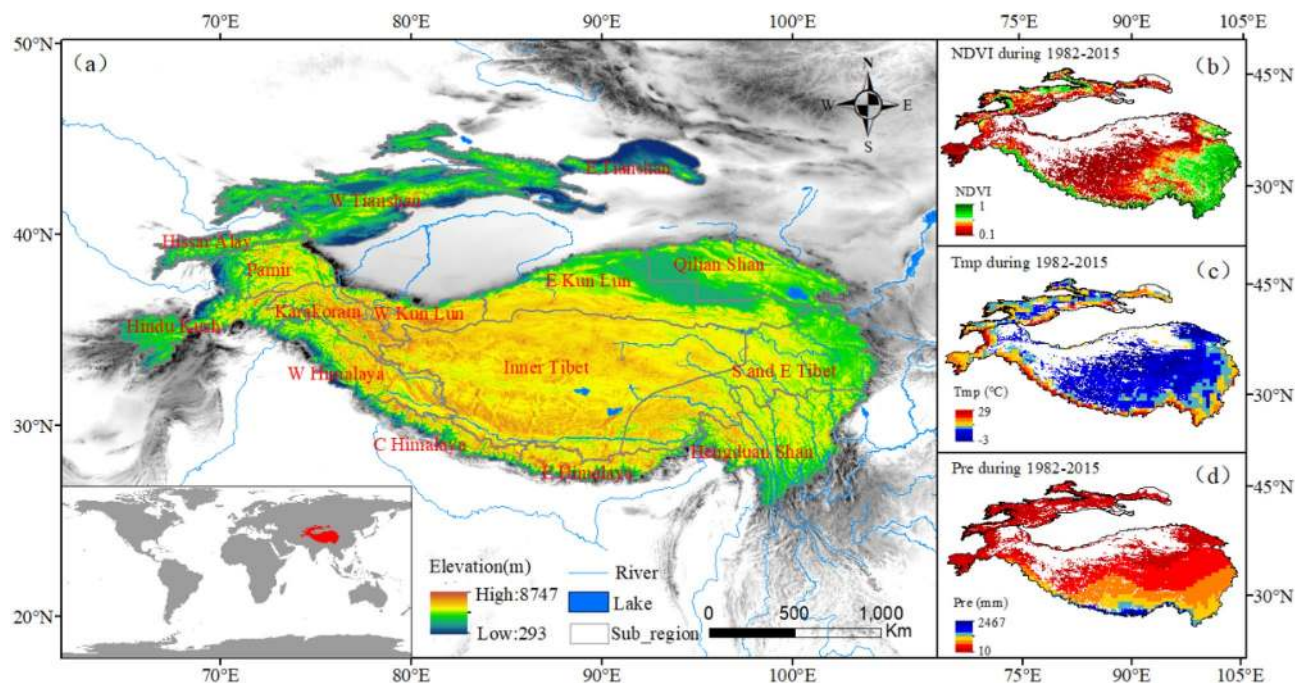 70°E 80°E 90°E 100°E 75°E 90°E 105°E
50°N
(a)
N
W E
S
E Tianshan
W Tianshan
40°N
Hissar Alay
Pamir
Qilian Shan
E Kun Lun
Karakoram
W Kun Lun
Hindu Kush
Inner Tibet
S and E Tibet
W Himalaya
30°N
C Himalaya
Hengduan Shan
E Himalaya
Elevation(m)
High:8747
Low:293
River
Lake
Sub_region
0 500 1,000
Km
20°N
70°E 80°E 90°E 100°E
NDVI during 1982-2015
(b)
45°N
30°N
NDVI
1
0.1
Tmp during 1982-2015
(c)
45°N
30°N
Tmp (℃)
29
-3
Pre during 1982-2015
(d)
45°N
30°N
Pre (mm)
2467
10
75°E 90°E 105°E